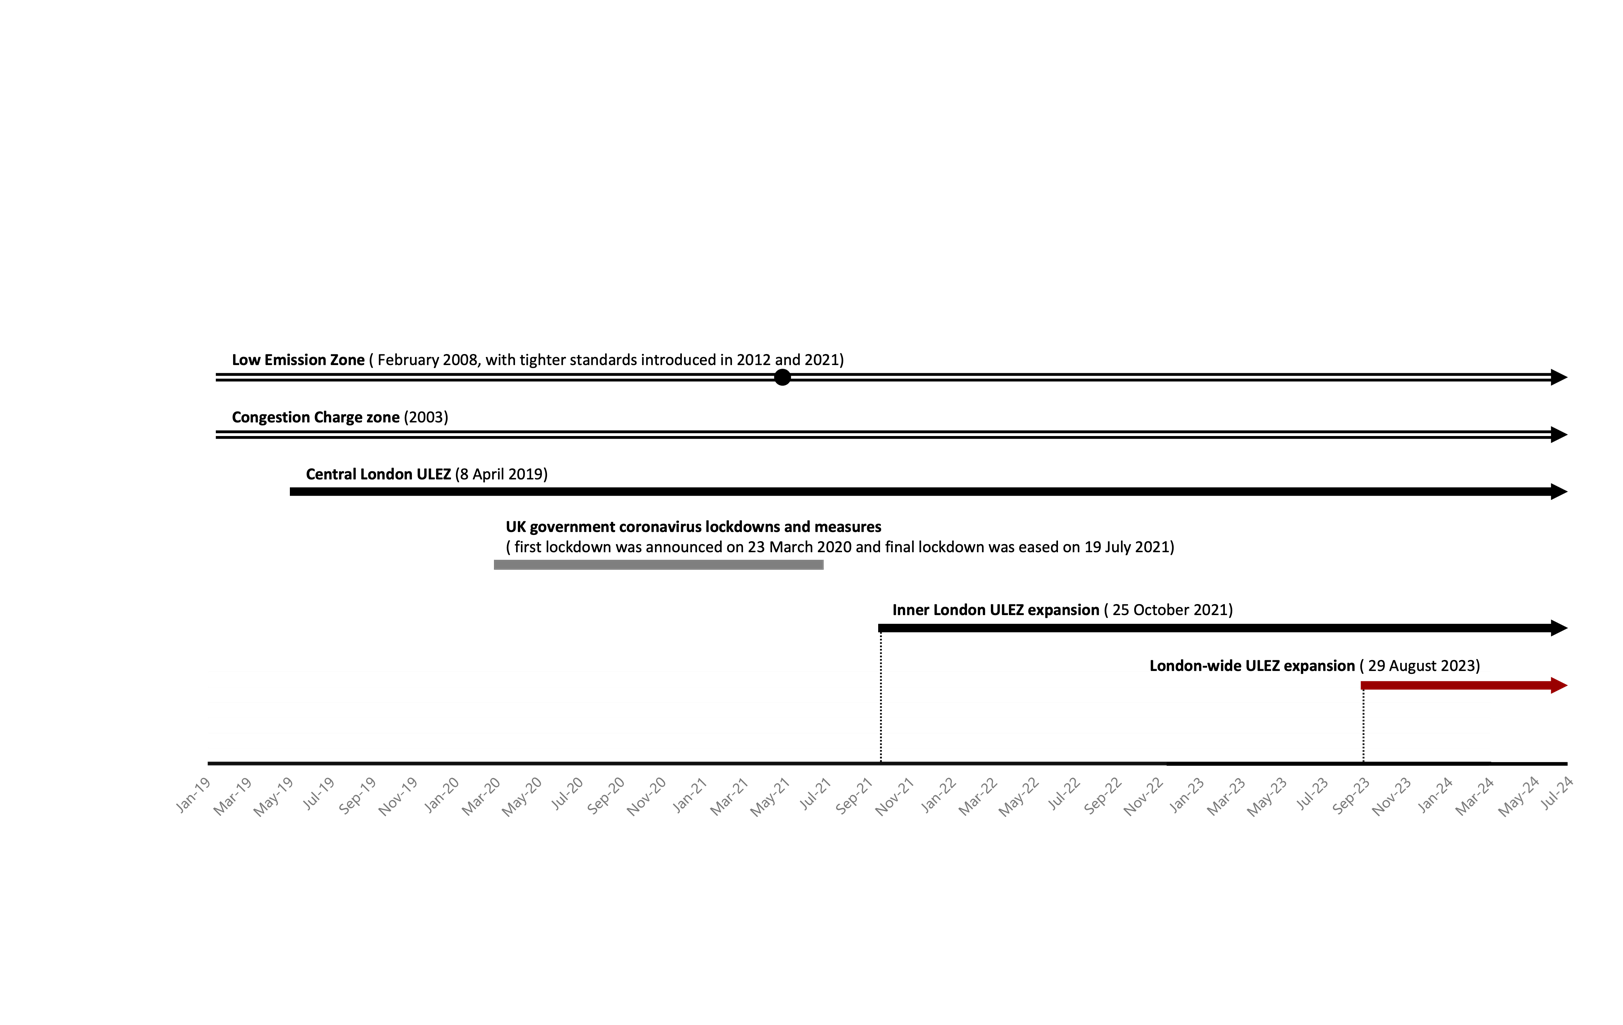 Low Emission Zone ( February 2008, with tighter standards introduced in 2012 and 2021)
Congestion Charge zone (2003)
Central London ULEZ (8 April 2019)
UK government coronavirus lockdowns and measures
( first lockdown was announced on 23 March 2020 and final lockdown was eased on 19 July 2021)
Inner London ULEZ expansion ( 25 October 2021)
London-wide ULEZ expansion ( 29 August 2023)
Jan-19 Mar-19 May-19 Jul-19 Sep-19 Nov-19 Jan-20 Mar-20 May-20 Jul-20 Sep-20 Nov-20 Jan-21 Mar-21 May-21 Jul-21 Sep-21 Nov-21 Jan-22 Mar-22 May-22 Jul-22 Sep-22 Nov-22 Jan-23 Mar-23 May-23 Jul-23 Sep-23 Nov-23 Jan-24 Mar-24 May-24 Jul-24